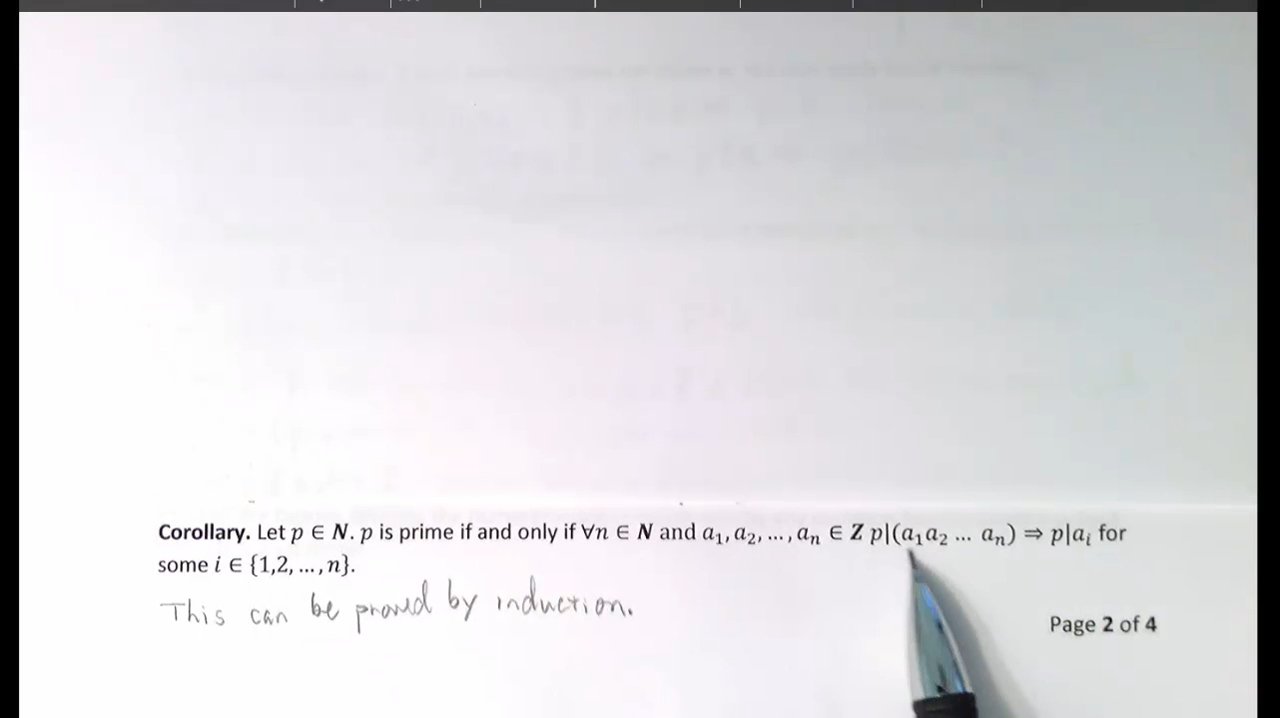 Corollary. Let p ∈ N. p is prime if and only if ∀n ∈ N and a₁, a₂, ... , aₙ ∈ Z p|(a₁a₂ ... aₙ) ⇒ p|aᵢ for
some i ∈ {1,2, ... , n}.
This can be proved by induction.
Page 2 of 4